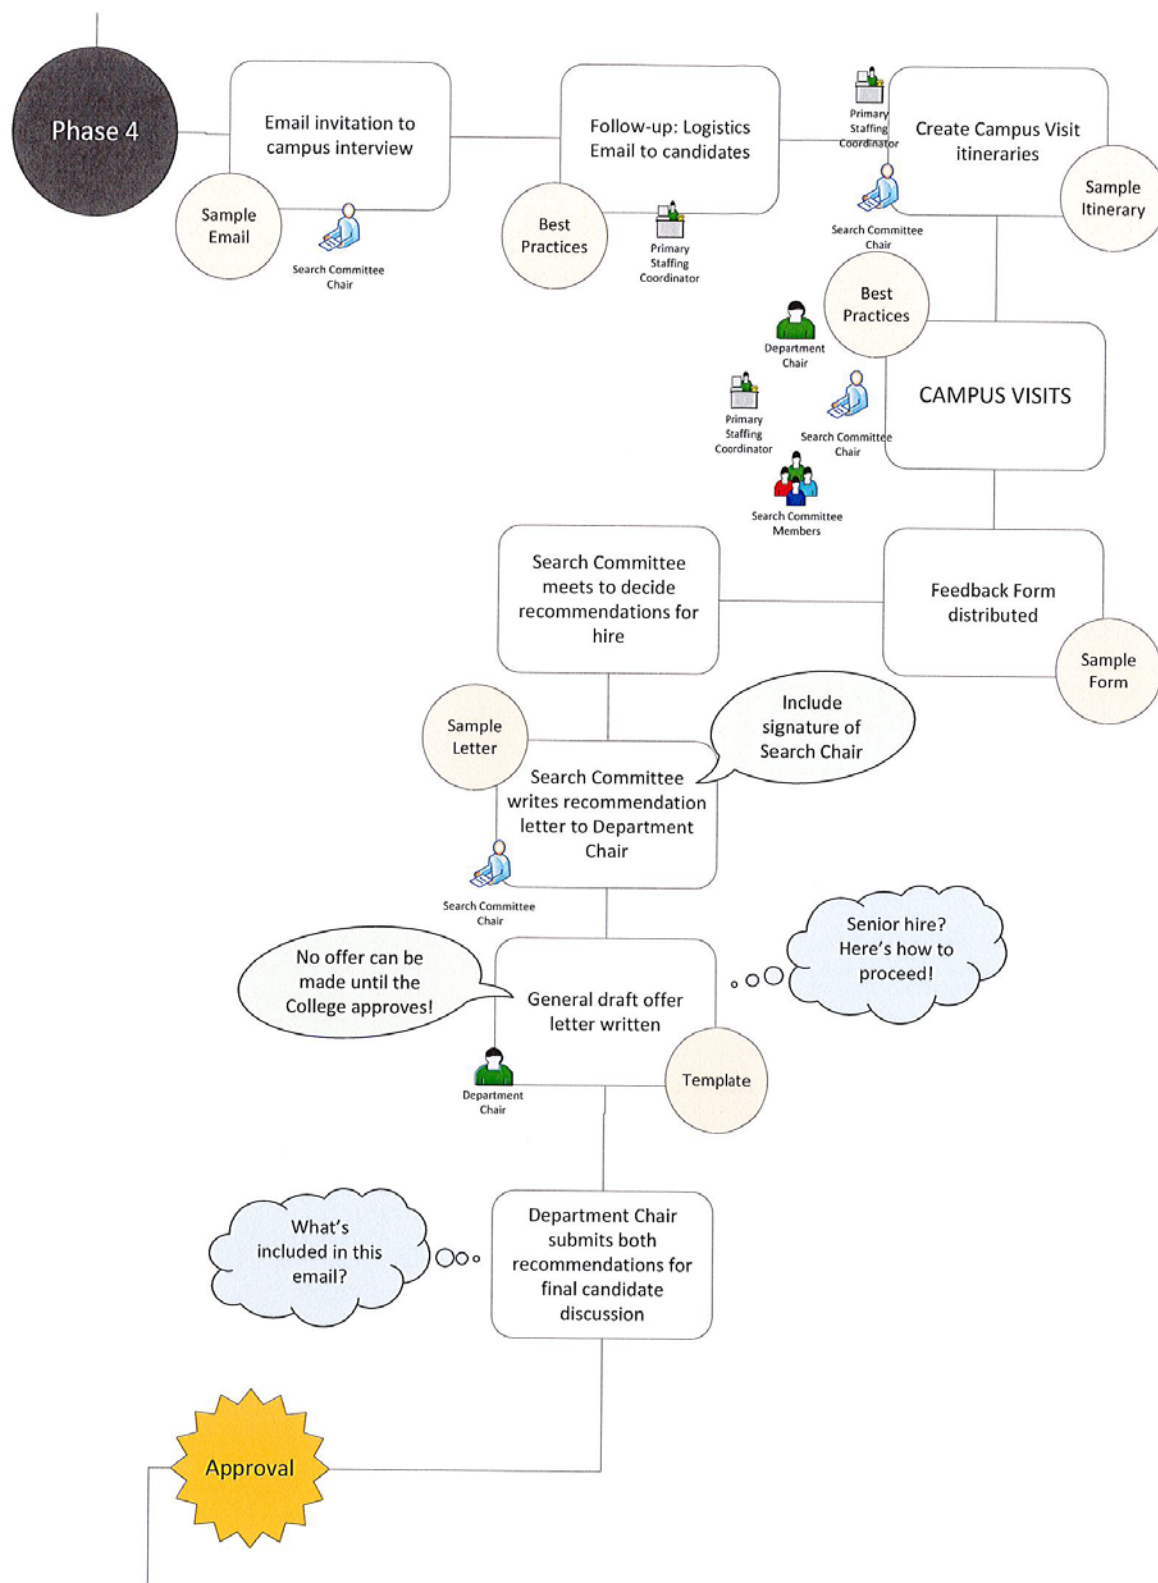 Phase 4
Email invitation to
campus interview
Sample
Email
Search Committee
Chair
Follow-up: Logistics
Email to candidates
Best
Practices
Primary
Staffing
Coordinator
Primary
Staffing
Coordinator
Create Campus Visit
itineraries
Search Committee
Chair
Sample
Itinerary
Best
Practices
Department
Chair
CAMPUS VISITS
Primary
Staffing
Coordinator
Search Committee
Chair
Search Committee
Members
Feedback Form
distributed
Sample
Form
Search Committee
meets to decide
recommendations for
hire
Include
signature of
Search Chair
Sample
Letter
Search Committee
writes recommendation
letter to Department
Chair
Search Committee
Chair
Senior hire?
Here's how to
proceed!
No offer can be
made until the
College approves!
General draft offer
letter written
Template
Department
Chair
Department Chair
submits both
recommendations for
final candidate
discussion
What's
included in this
email?
Approval